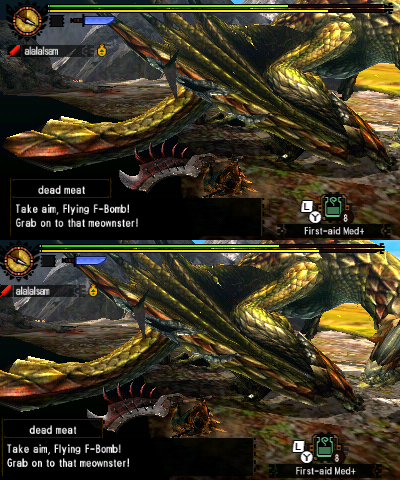 alalalsam
dead meat
Take aim, Flying F-Bomb!
Grab on to that meownster!
L
Y
8
First-aid Med+
alalalsam
dead meat
Take aim, Flying F-Bomb!
Grab on to that meownster!
L
Y
8
First-aid Med+